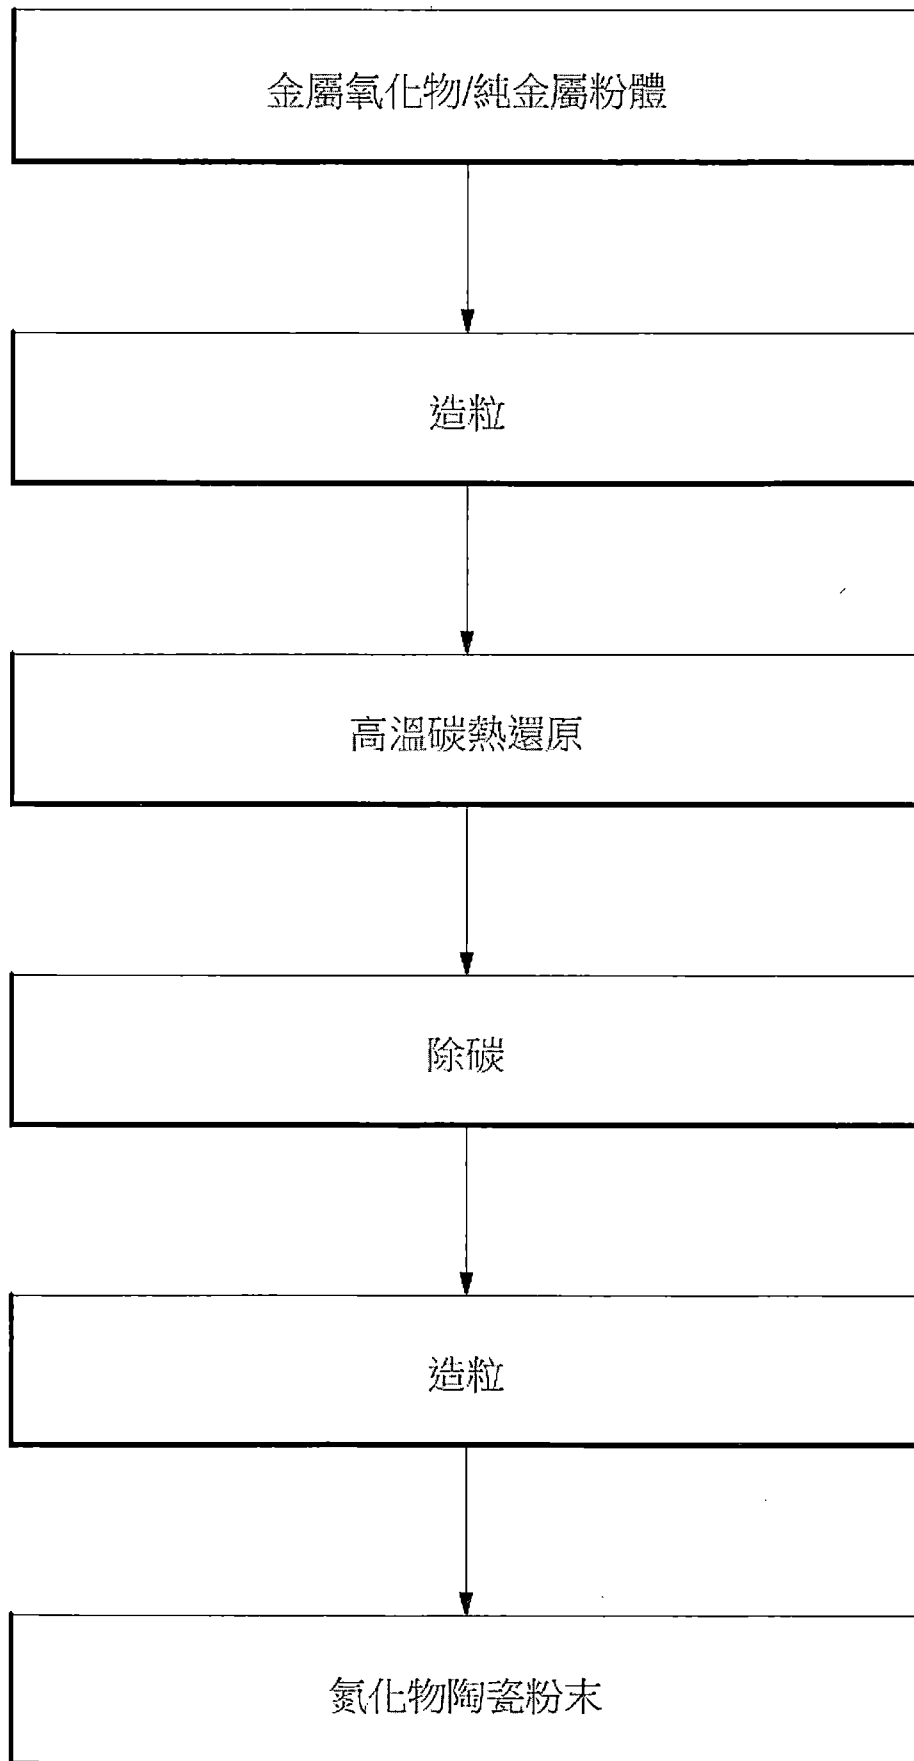 金屬氧化物/純金屬粉體
造粒
高溫碳熱還原
除碳
造粒
氮化物陶瓷粉末